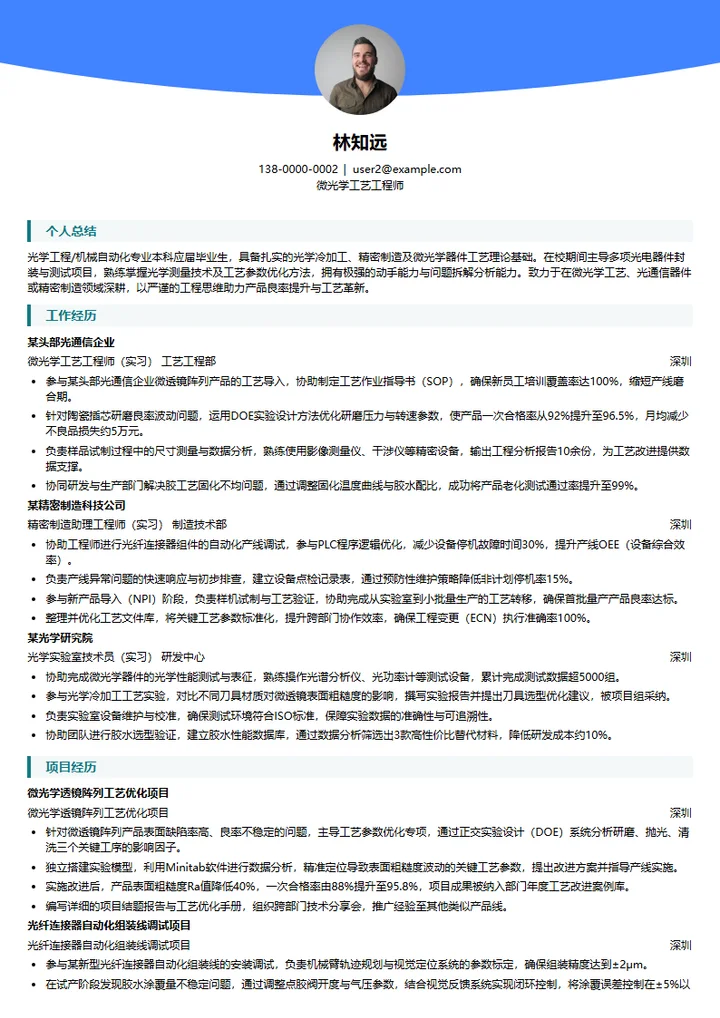 林知远
138-0000-0002 | user2@example.com
微光学工艺工程师
个人总结
光学工程/机械自动化专业本科应届毕业生，具备扎实的光学冷加工、精密制造及微光学器件工艺理论基础。在校期间主导多项光电器件封
装与测试项目，熟练掌握光学测量技术及工艺参数优化方法，拥有极强的动手能力与问题拆解分析能力。致力于在微光学工艺、光通信器件
或精密制造领域深耕，以严谨的工程思维助力产品良率提升与工艺革新。
工作经历
某头部光通信企业
微光学工艺工程师（实习） 工艺工程部 深圳
• 参与某头部光通信企业微透镜阵列产品的工艺导入，协助制定工艺作业指导书（SOP），确保新员工培训覆盖率达100%，缩短产线磨
合期。
• 针对陶瓷插芯研磨良率波动问题，运用DOE实验设计方法优化研磨压力与转速参数，使产品一次合格率从92%提升至96.5%，月均减少
不良品损失约5万元。
• 负责样品试制过程中的尺寸测量与数据分析，熟练使用影像测量仪、干涉仪等精密设备，输出工程分析报告10余份，为工艺改进提供数
据支撑。
• 协同研发与生产部门解决胶工艺固化不均问题，通过调整固化温度曲线与胶水配比，成功将产品老化测试通过率提升至99%。
某精密制造科技公司
精密制造助理工程师（实习） 制造技术部 深圳
• 协助工程师进行光纤连接器组件的自动化产线调试，参与PLC程序逻辑优化，减少设备停机故障时间30%，提升产线OEE（设备综合效
率）。
• 负责产线异常问题的快速响应与初步排查，建立设备点检记录表，通过预防性维护策略降低非计划停机率15%。
• 参与新产品导入（NPI）阶段，负责样机试制与工艺验证，协助完成从实验室到小批量生产的工艺转移，确保首批量产产品良率达标。
• 整理并优化工艺文件库，将关键工艺参数标准化，提升跨部门协作效率，确保工程变更（ECN）执行准确率100%。
某光学研究院
光学实验室技术员（实习） 研发中心 深圳
• 协助完成微光学器件的光学性能测试与表征，熟练操作光谱分析仪、光功率计等测试设备，累计完成测试数据超5000组。
• 参与光学冷加工工艺实验，对比不同刀具材质对微透镜表面粗糙度的影响，撰写实验报告并提出刀具选型优化建议，被项目组采纳。
• 负责实验室设备维护与校准，确保测试环境符合ISO标准，保障实验数据的准确性与可追溯性。
• 协助团队进行胶水选型验证，建立胶水性能数据库，通过数据分析筛选出3款高性价比替代材料，降低研发成本约10%。
项目经历
微光学透镜阵列工艺优化项目
微光学透镜阵列工艺优化项目 深圳
• 针对微透镜阵列产品表面缺陷率高、良率不稳定的问题，主导工艺参数优化专项，通过正交实验设计（DOE）系统分析研磨、抛光、清
洗三个关键工序的影响因子。
• 独立搭建实验模型，利用Minitab软件进行数据分析，精准定位导致表面粗糙度波动的关键工艺参数，提出改进方案并指导产线实施。
• 实施改进后，产品表面粗糙度Ra值降低40%，一次合格率由88%提升至95.8%，项目成果被纳入部门年度工艺改进案例库。
• 编写详细的项目结题报告与工艺优化手册，组织跨部门技术分享会，推广经验至其他类似产品线。
光纤连接器自动化组装线调试项目
光纤连接器自动化组装线调试项目 深圳
• 参与某新型光纤连接器自动化组装线的安装调试，负责机械臂轨迹规划与视觉定位系统的参数标定，确保组装精度达到±2μm。
• 在试产阶段发现胶水涂覆量不稳定问题，通过调整点胶阀开度与气压参数，结合视觉反馈系统实现闭环控制，将涂覆误差控制在±5%以